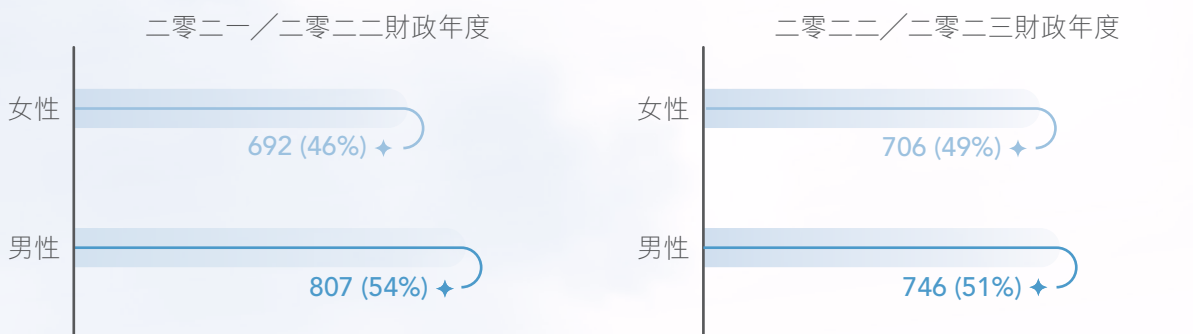 二零二一／二零二二財政年度
女性
692 (46%)
男性
807 (54%)
二零二二／二零二三財政年度
女性
706 (49%)
男性
746 (51%)